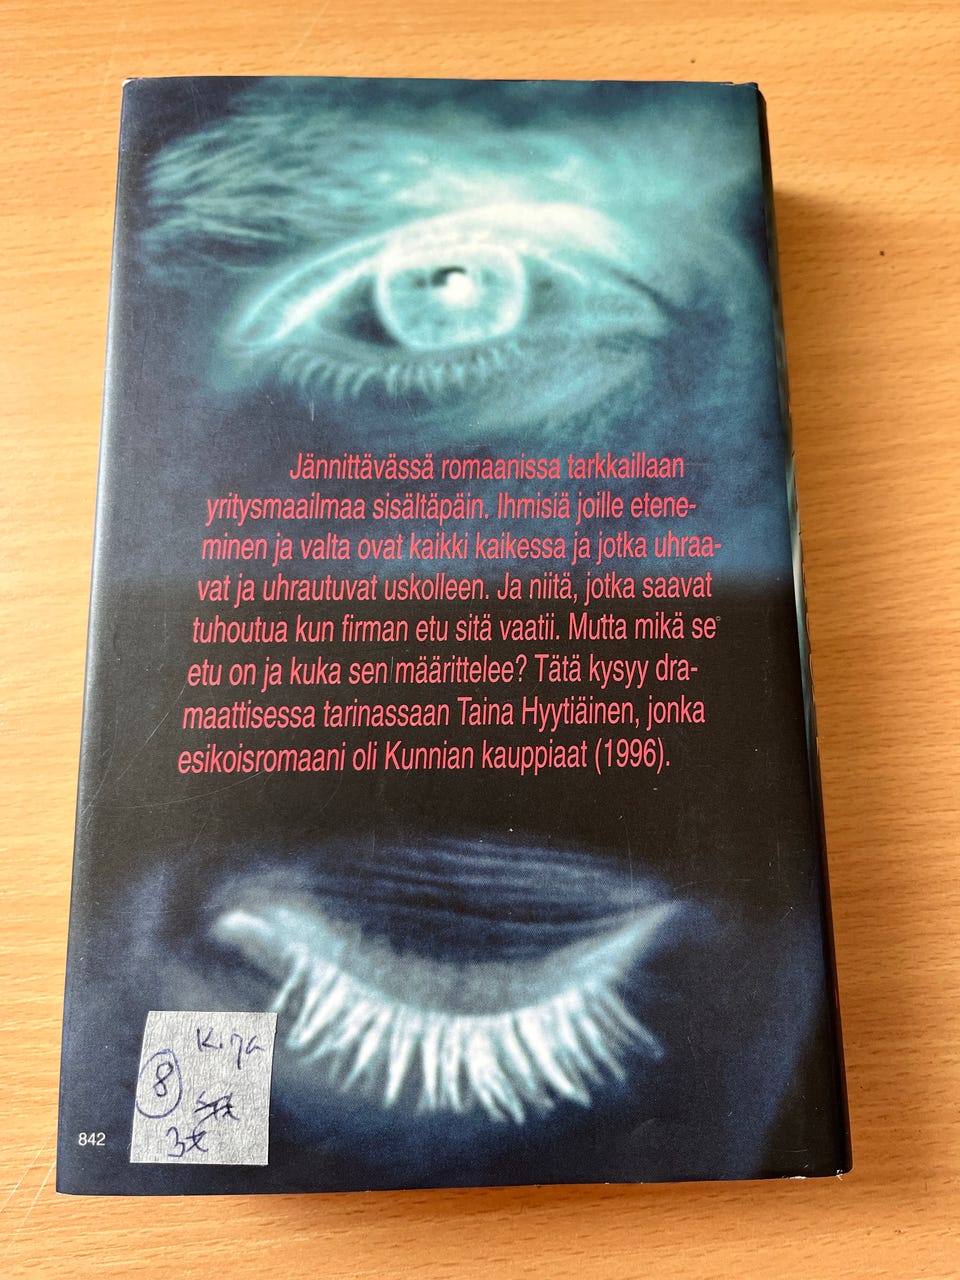 Jännittävässä romaanissa tarkkaillaan
yritysmaailmaa sisältäpäin. Ihmisiä joille etene-
minen ja valta ovat kaikki kaikessa ja jotka uhraa-
vat ja uhrautuvat uskolleen. Ja niitä, jotka saavat
tuhoutua kun firman etu sitä vaatii. Mutta mikä se
etu on ja kuka sen määrittelee? Tätä kysyy dra-
maattisessa tarinassaan Taina Hyytiäinen, jonka
esikoisromaani oli Kunnian kauppiaat (1996).
Kirja
8
3€
842